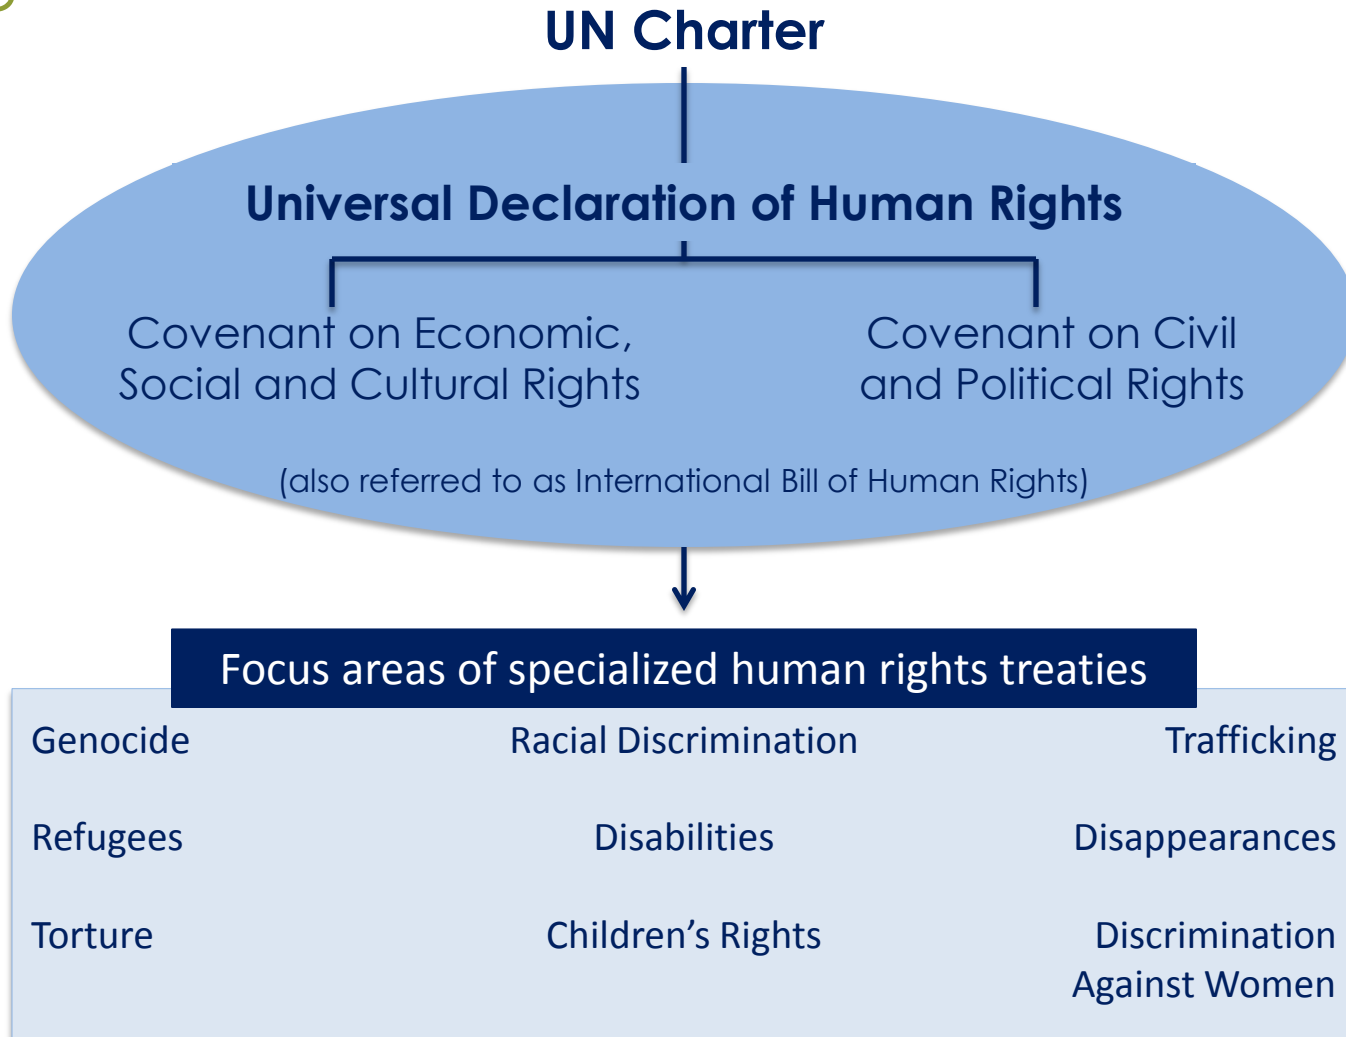 UN Charter
Universal Declaration of Human Rights
Covenant on Economic,
Social and Cultural Rights
Covenant on Civil
and Political Rights
(also referred to as International Bill of Human Rights)
Focus areas of specialized human rights treaties
Genocide
Racial Discrimination
Trafficking
Refugees
Disabilities
Disappearances
Torture
Children’s Rights
Discrimination
Against Women